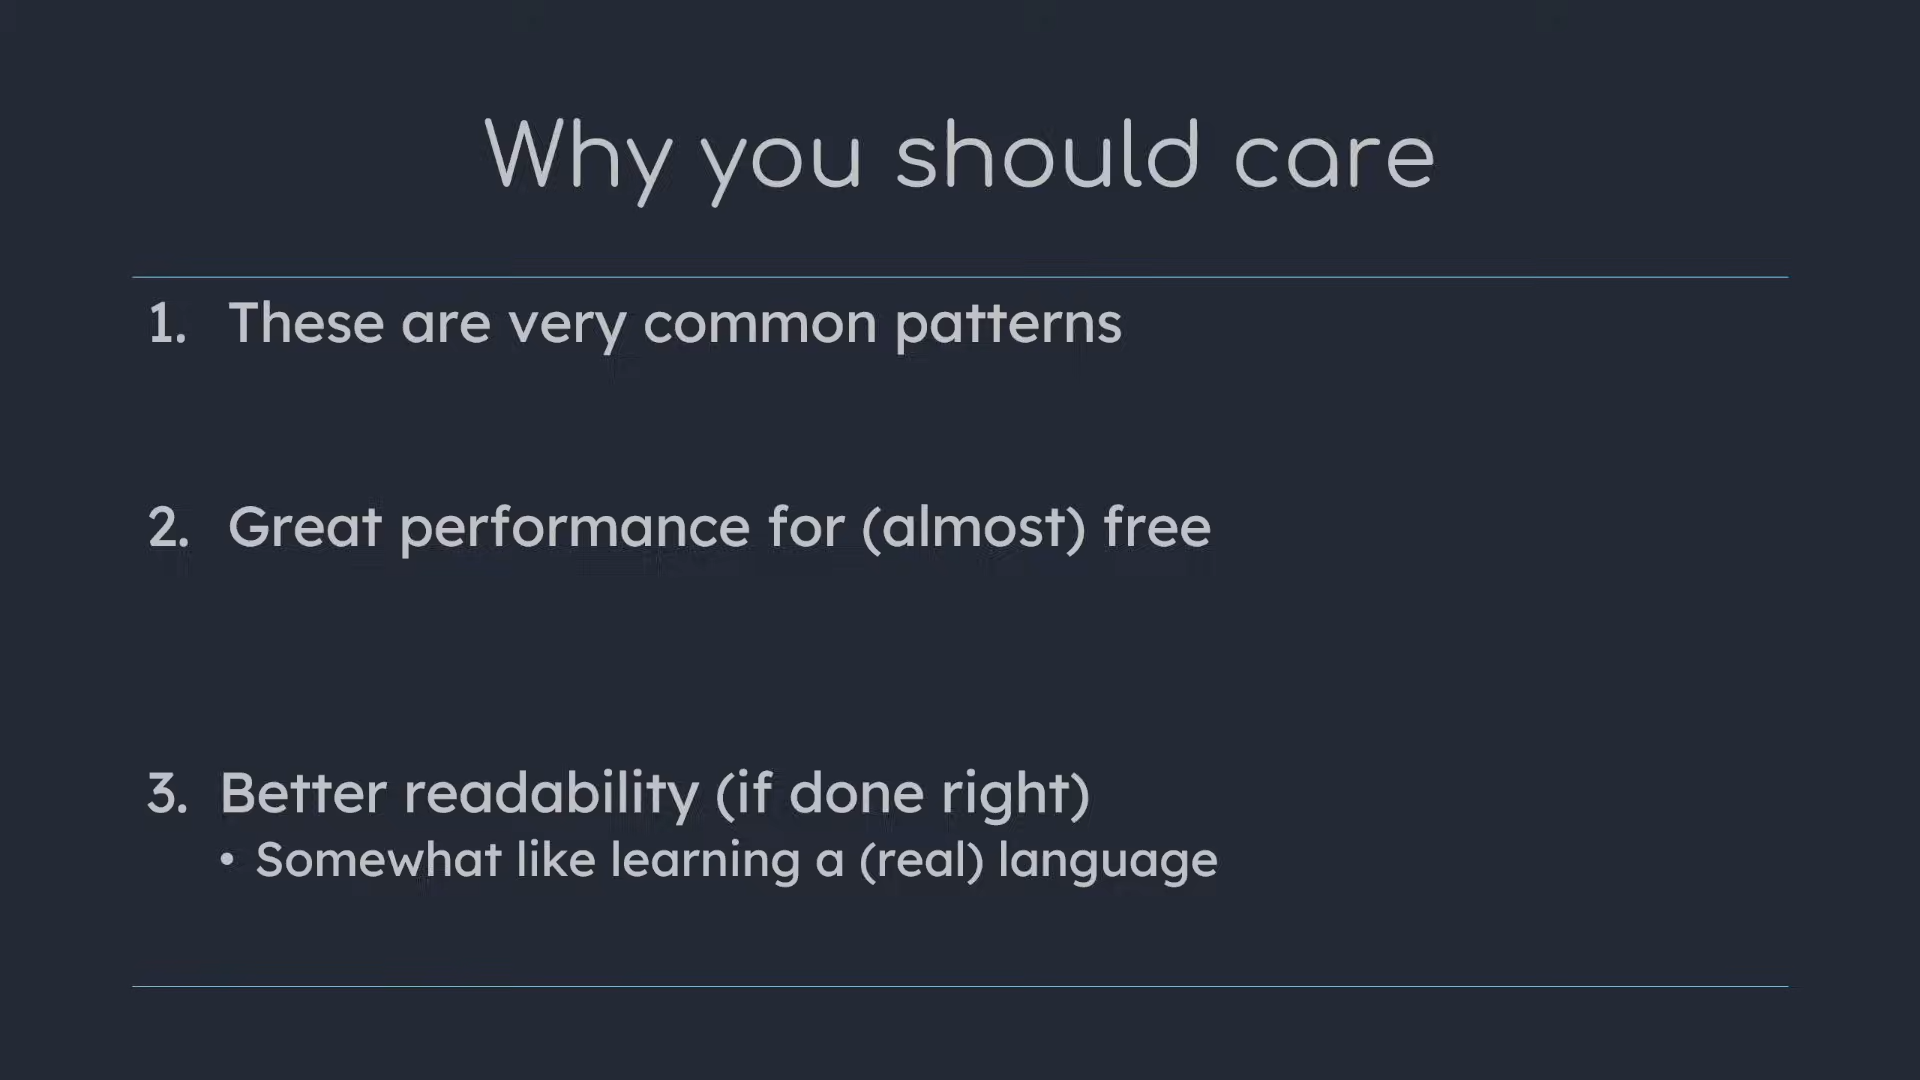 Why you should care
1. These are very common patterns
2. Great performance for (almost) free
3. Better readability (if done right)
• Somewhat like learning a (real) language